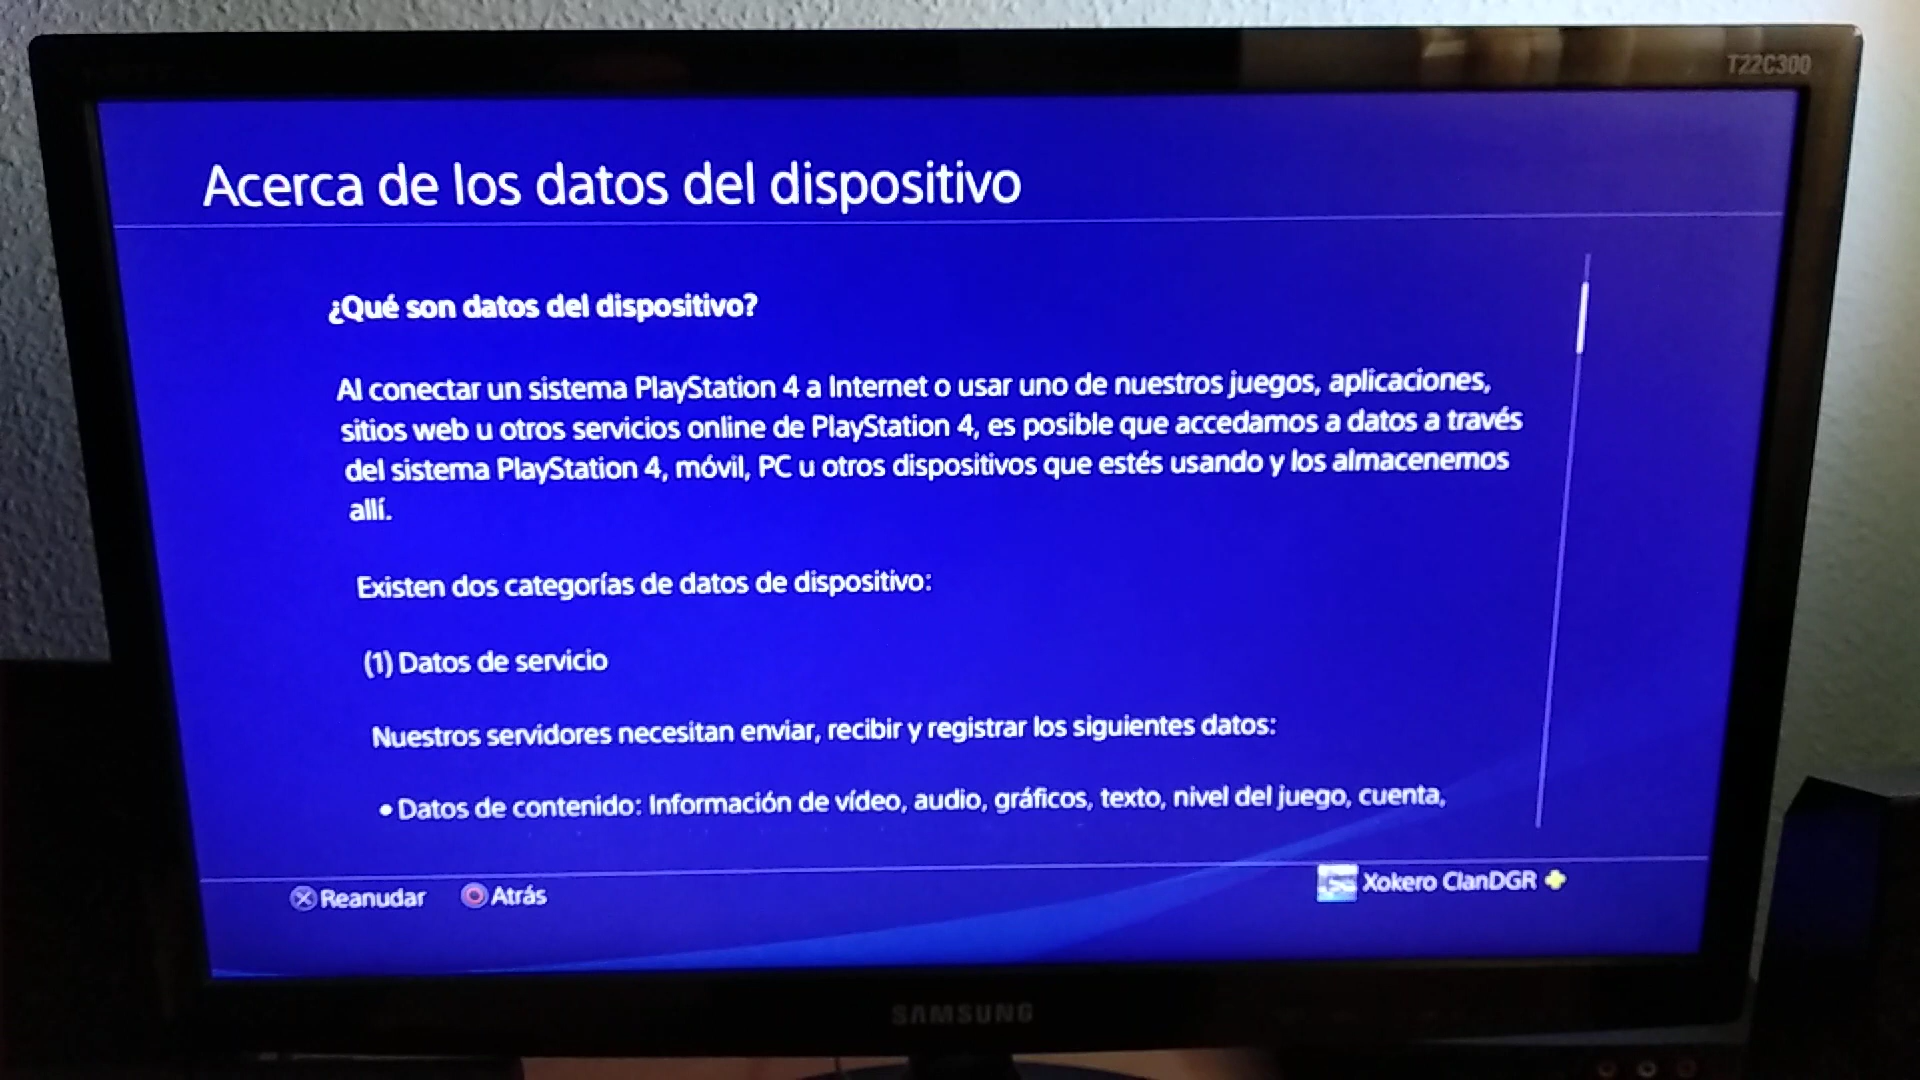 T22C300
Acerca de los datos del dispositivo
¿Qué son datos del dispositivo?
Al conectar un sistema PlayStation 4 a Internet o usar uno de nuestros juegos, aplicaciones,
sitios web u otros servicios online de PlayStation 4, es posible que accedamos a datos a través
del sistema PlayStation 4, móvil, PC u otros dispositivos que estés usando y los almacenemos
allí.
Existen dos categorías de datos de dispositivo:
(1) Datos de servicio
Nuestros servidores necesitan enviar, recibir y registrar los siguientes datos:
• Datos de contenido: Información de vídeo, audio, gráficos, texto, nivel del juego, cuenta,
Reanudar Atrás Xokero ClanDGR
SAMSUNG